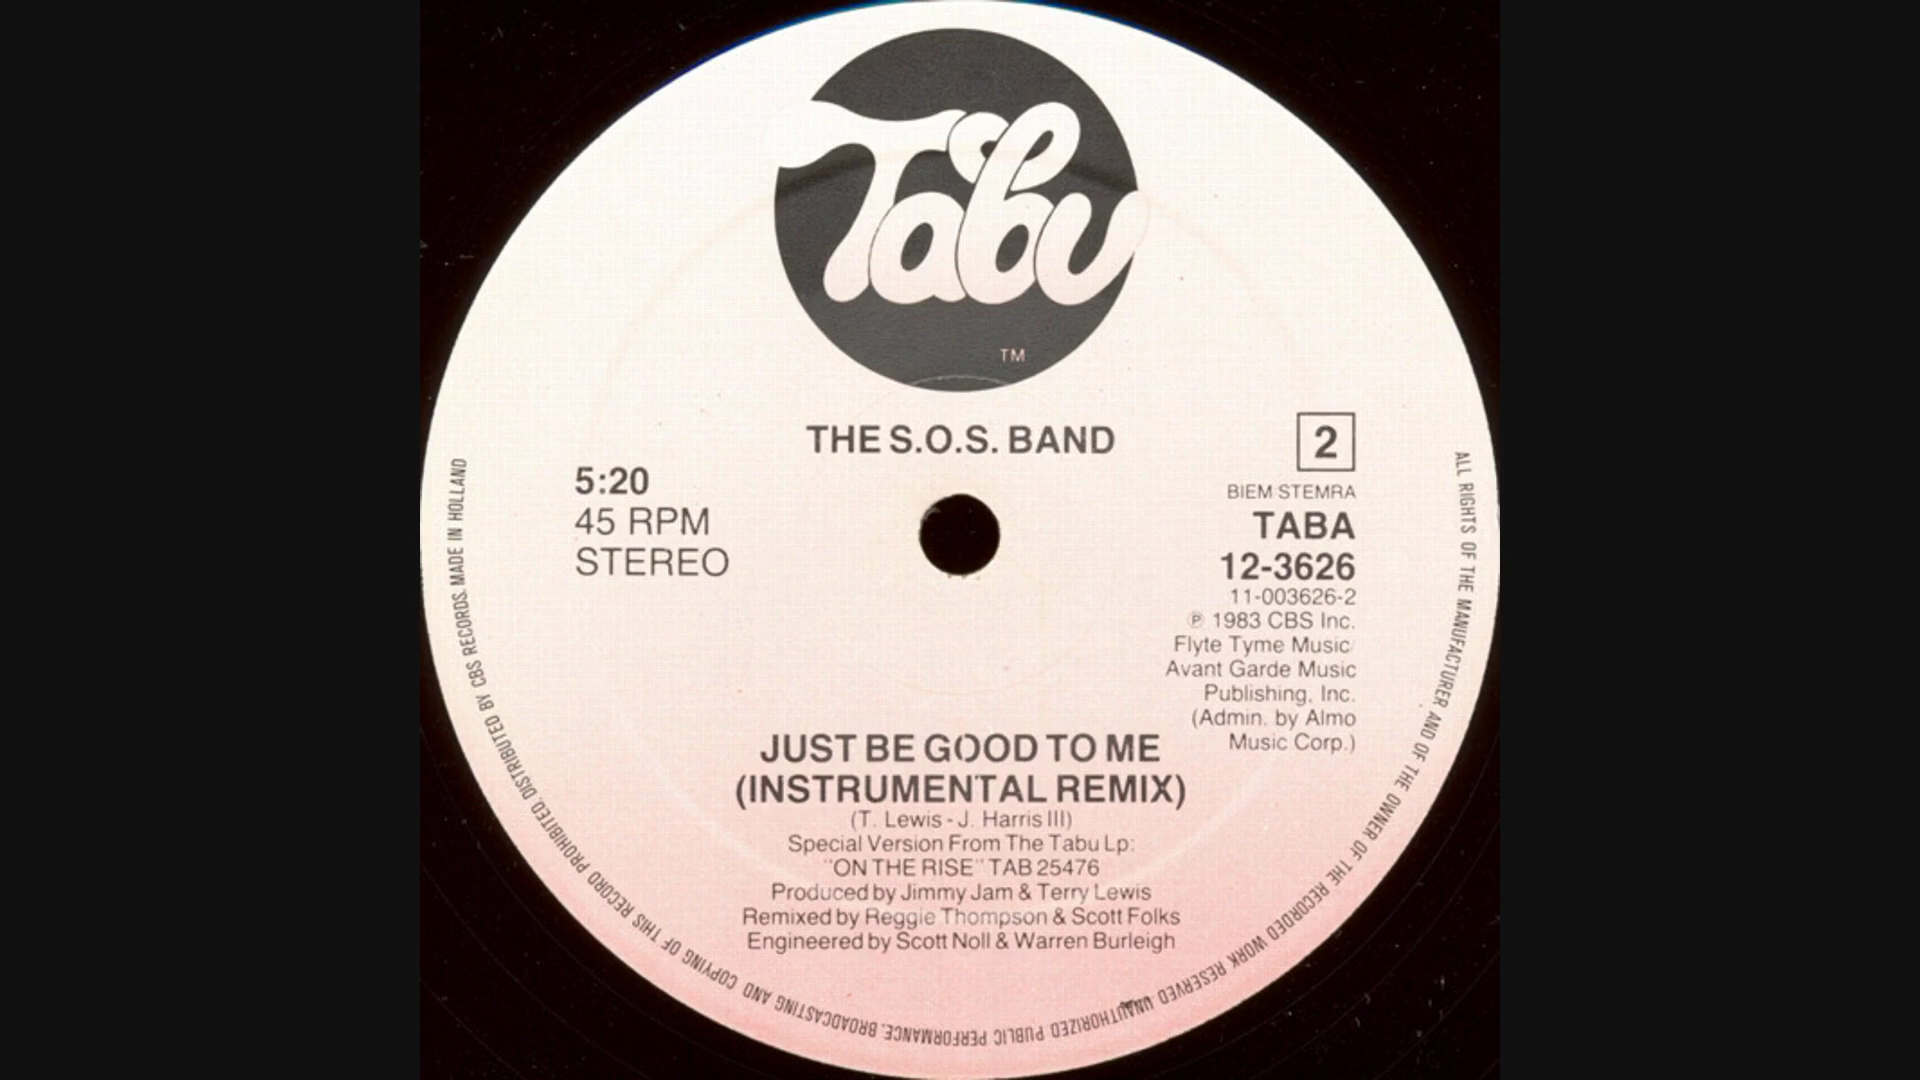 Tabu
TM
THE S.O.S. BAND
5:20
45 RPM
STEREO
2
BIEM STEMRA
TABA
12-3626
11-003626-2
℗ 1983 CBS Inc.
Flyte Tyme Music/
Avant Garde Music
Publishing, Inc.
(Admin. by Almo
Music Corp.)
JUST BE GOOD TO ME
(INSTRUMENTAL REMIX)
(T. Lewis - J. Harris III)
Special Version From The Tabu Lp:
"ON THE RISE" TAB 25476
Produced by Jimmy Jam & Terry Lewis
Remixed by Reggie Thompson & Scott Folks
Engineered by Scott Noll & Warren Burleigh
ALL RIGHTS OF THE MANUFACTURER AND OF THE OWNER OF THE RECORDED WORK RESERVED. UNAUTHORIZED PUBLIC PERFORMANCE, BROADCASTING AND COPYING OF THIS RECORD PROHIBITED. DISTRIBUTED BY CBS RECORDS. MADE IN HOLLAND